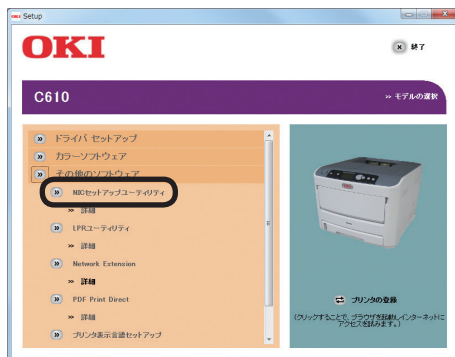 Setup
OKI
終了
C610
モデルの選択
ドライバ セットアップ
カラーソフトウェア
その他のソフトウェア
NICセットアップユーティリティ
詳細
LPRユーティリティ
詳細
Network Extension
詳細
PDF Print Direct
詳細
プリンタ表示言語セットアップ
プリンタの登録
(クリックすることで、ブラウザを起動しインターネットに
アクセスを試みます。)